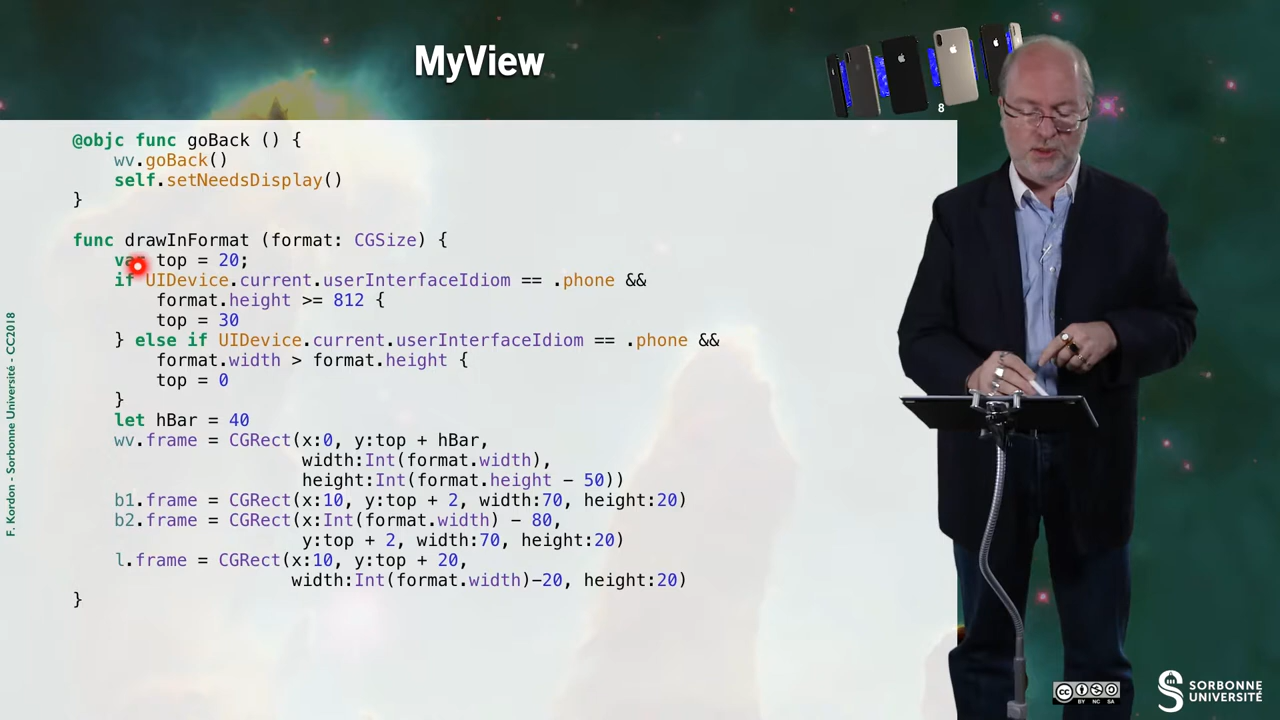 MyView
8
@objc func goBack () {
wv.goBack()
self.setNeedsDisplay()
}
func drawInFormat (format: CGSize) {
var top = 20;
if UIDevice.current.userInterfaceIdiom == .phone &&
format.height >= 812 {
top = 30
} else if UIDevice.current.userInterfaceIdiom == .phone &&
format.width > format.height {
top = 0
}
let hBar = 40
wv.frame = CGRect(x:0, y:top + hBar,
width:Int(format.width),
height:Int(format.height - 50))
b1.frame = CGRect(x:10, y:top + 2, width:70, height:20)
b2.frame = CGRect(x:Int(format.width) - 80,
y:top + 2, width:70, height:20)
l.frame = CGRect(x:10, y:top + 20,
width:Int(format.width)-20, height:20)
}
F. Kordon - Sorbonne Université - CC2018
cc
BY NC SA
SORBONNE
UNIVERSITÉ